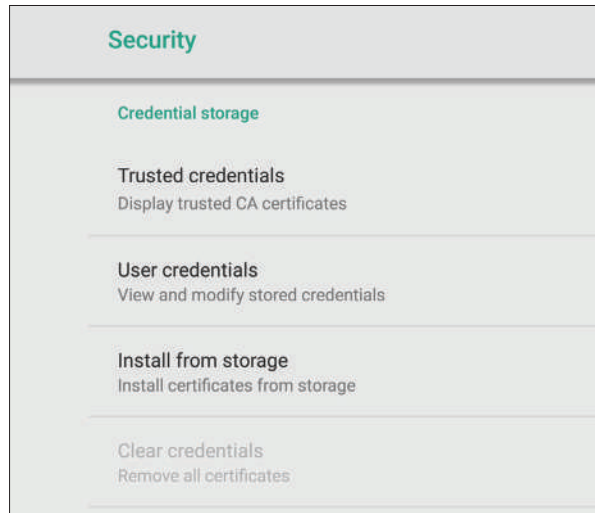 Security
Credential storage
Trusted credentials
Display trusted CA certificates
User credentials
View and modify stored credentials
Install from storage
Install certificates from storage
Clear credentials
Remove all certificates